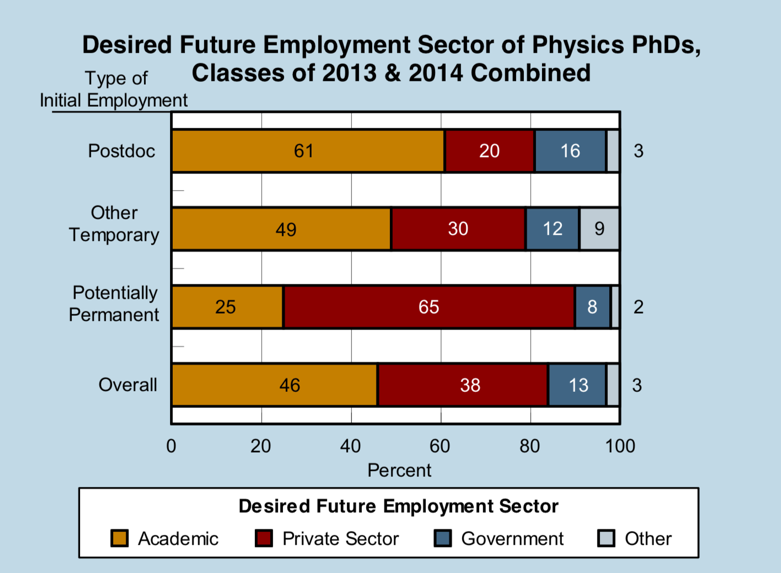 Desired Future Employment Sector of Physics PhDs,
Classes of 2013 & 2014 Combined
Type of
Initial Employment
Postdoc
61
20
16
3
Other
Temporary
49
30
12
9
Potentially
Permanent
25
65
8
2
Overall
46
38
13
3
0
20
40
60
80
100
Percent
Desired Future Employment Sector
Academic
Private Sector
Government
Other